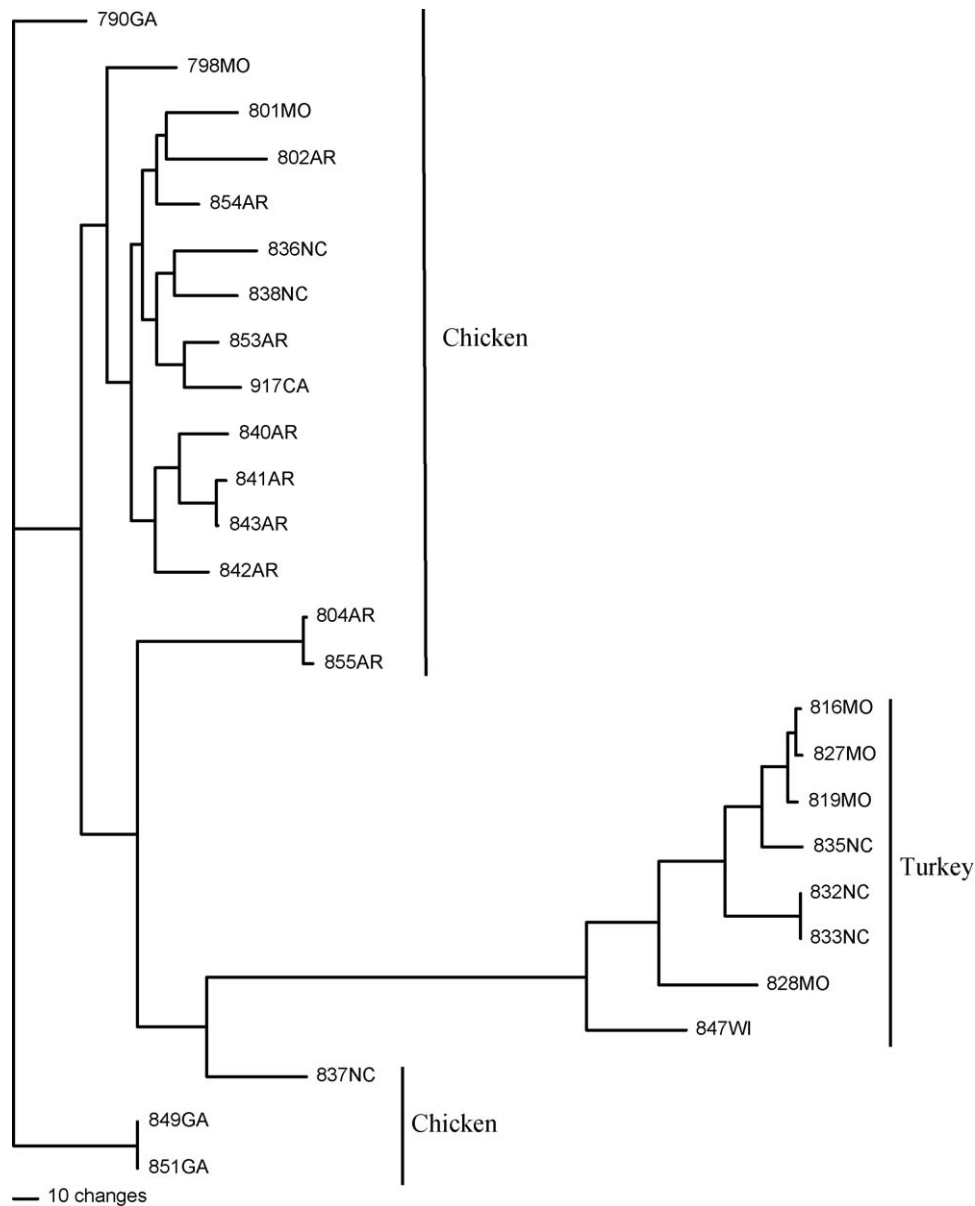 790GA
798MO
801MO
802AR
854AR
836NC
838NC
Chicken
853AR
917CA
840AR
841AR
843AR
842AR
804AR
855AR
816MO
827MO
819MO
835NC
Turkey
832NC
833NC
828MO
847WI
837NC
849GA
Chicken
851GA
10 changes